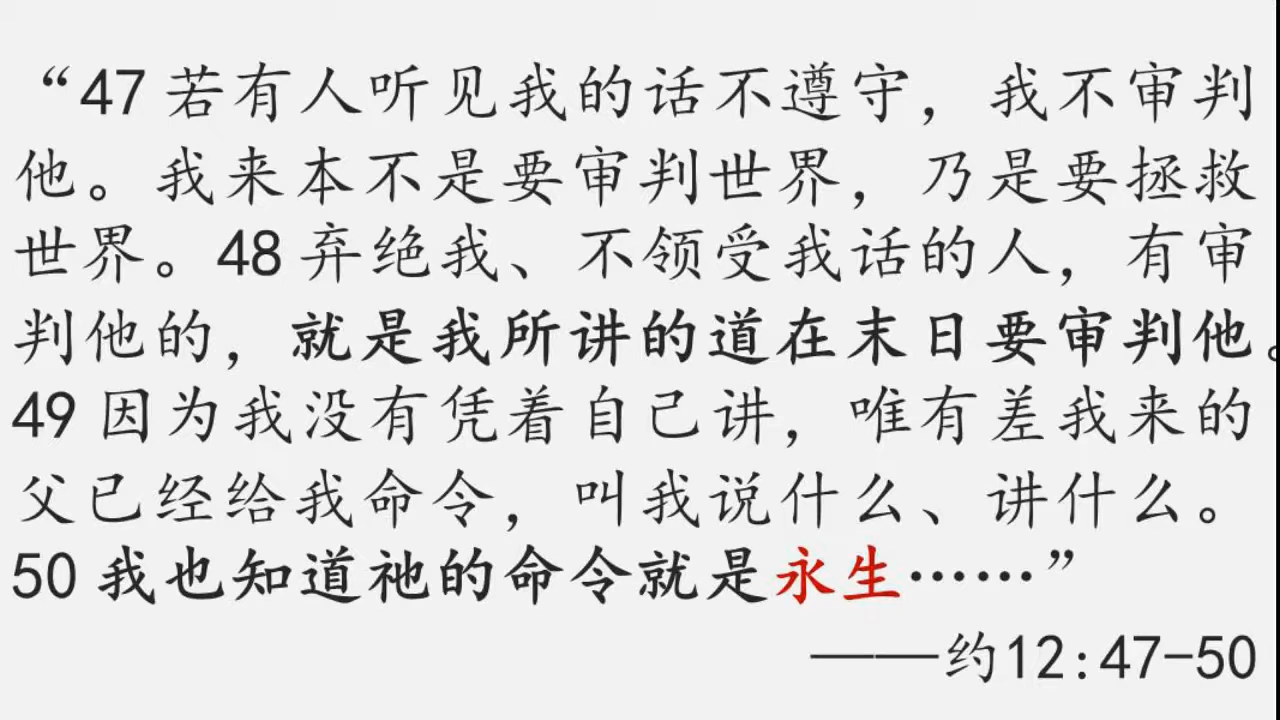 “47 若有人听见我的话不遵守，我不审判
他。我来本不是要审判世界，乃是要拯救
世界。48 弃绝我、不领受我话的人，有审
判他的，就是我所讲的道在末日要审判他。
49 因为我没有凭着自己讲，唯有差我来的
父已经给我命令，叫我说什么、讲什么。
50 我也知道祂的命令就是永生……”
——约12:47-50